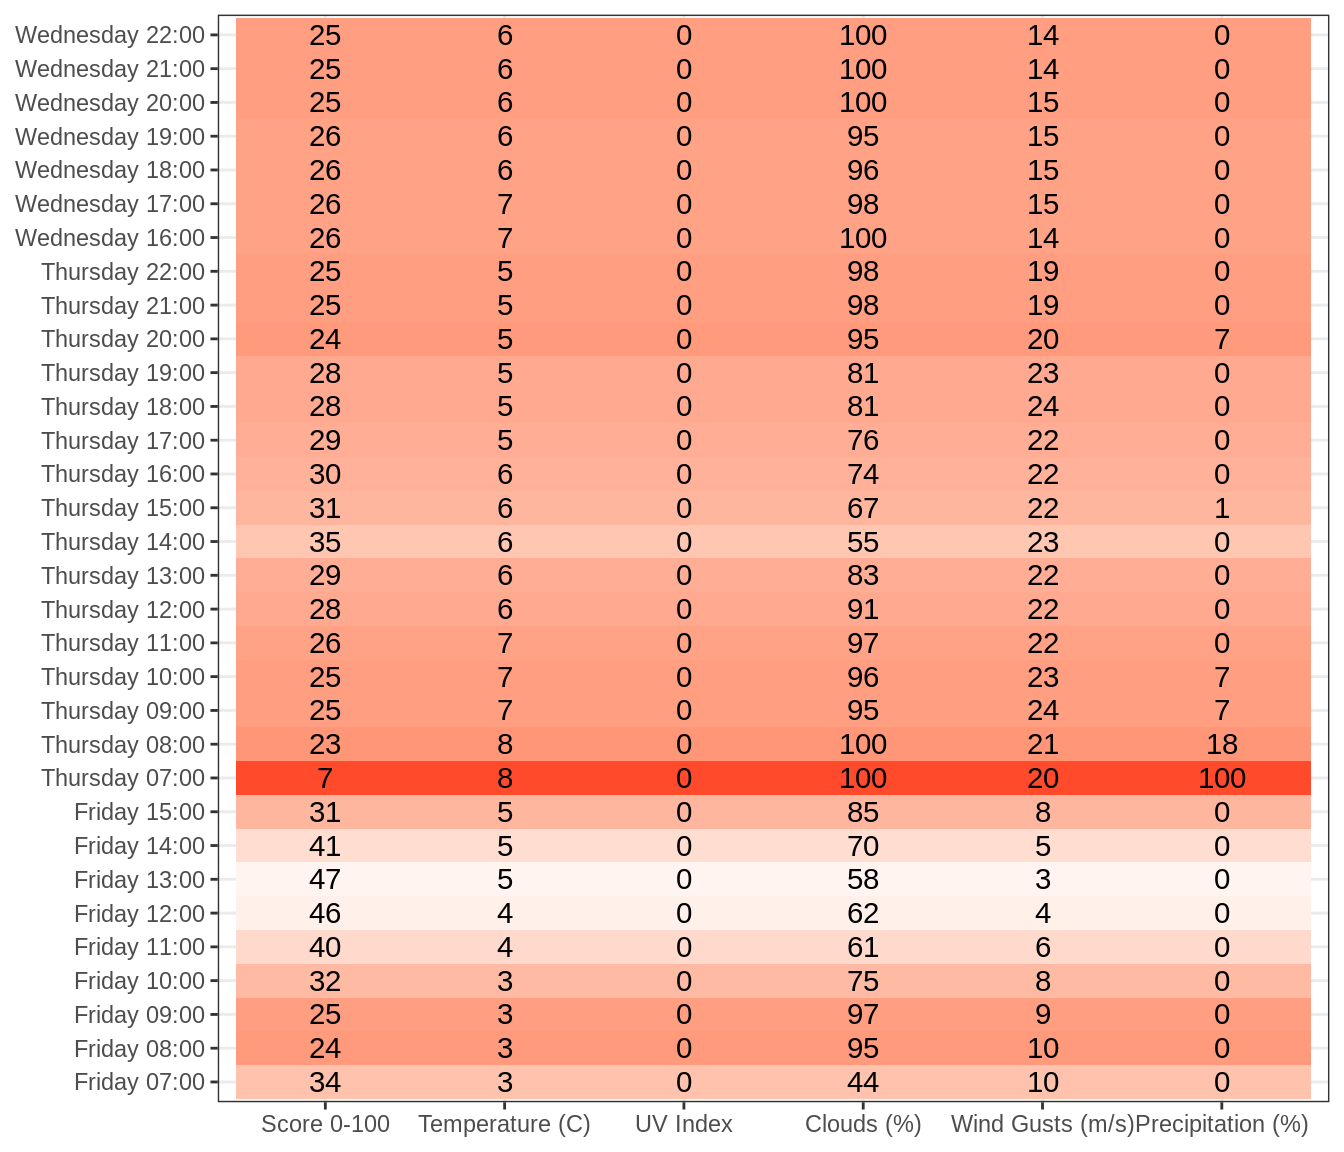 Wednesday 22:00 25 6 0 100 14 0
Wednesday 21:00 25 6 0 100 14 0
Wednesday 20:00 25 6 0 100 15 0
Wednesday 19:00 26 6 0 95 15 0
Wednesday 18:00 26 6 0 96 15 0
Wednesday 17:00 26 7 0 98 15 0
Wednesday 16:00 26 7 0 100 14 0
Thursday 22:00 25 5 0 98 19 0
Thursday 21:00 25 5 0 98 19 0
Thursday 20:00 24 5 0 95 20 7
Thursday 19:00 28 5 0 81 23 0
Thursday 18:00 28 5 0 81 24 0
Thursday 17:00 29 5 0 76 22 0
Thursday 16:00 30 6 0 74 22 0
Thursday 15:00 31 6 0 67 22 1
Thursday 14:00 35 6 0 55 23 0
Thursday 13:00 29 6 0 83 22 0
Thursday 12:00 28 6 0 91 22 0
Thursday 11:00 26 7 0 97 22 0
Thursday 10:00 25 7 0 96 23 7
Thursday 09:00 25 7 0 95 24 7
Thursday 08:00 23 8 0 100 21 18
Thursday 07:00 7 8 0 100 20 100
Friday 15:00 31 5 0 85 8 0
Friday 14:00 41 5 0 70 5 0
Friday 13:00 47 5 0 58 3 0
Friday 12:00 46 4 0 62 4 0
Friday 11:00 40 4 0 61 6 0
Friday 10:00 32 3 0 75 8 0
Friday 09:00 25 3 0 97 9 0
Friday 08:00 24 3 0 95 10 0
Friday 07:00 34 3 0 44 10 0
Score 0-100 Temperature (C) UV Index Clouds (%) Wind Gusts (m/s) Precipitation (%)